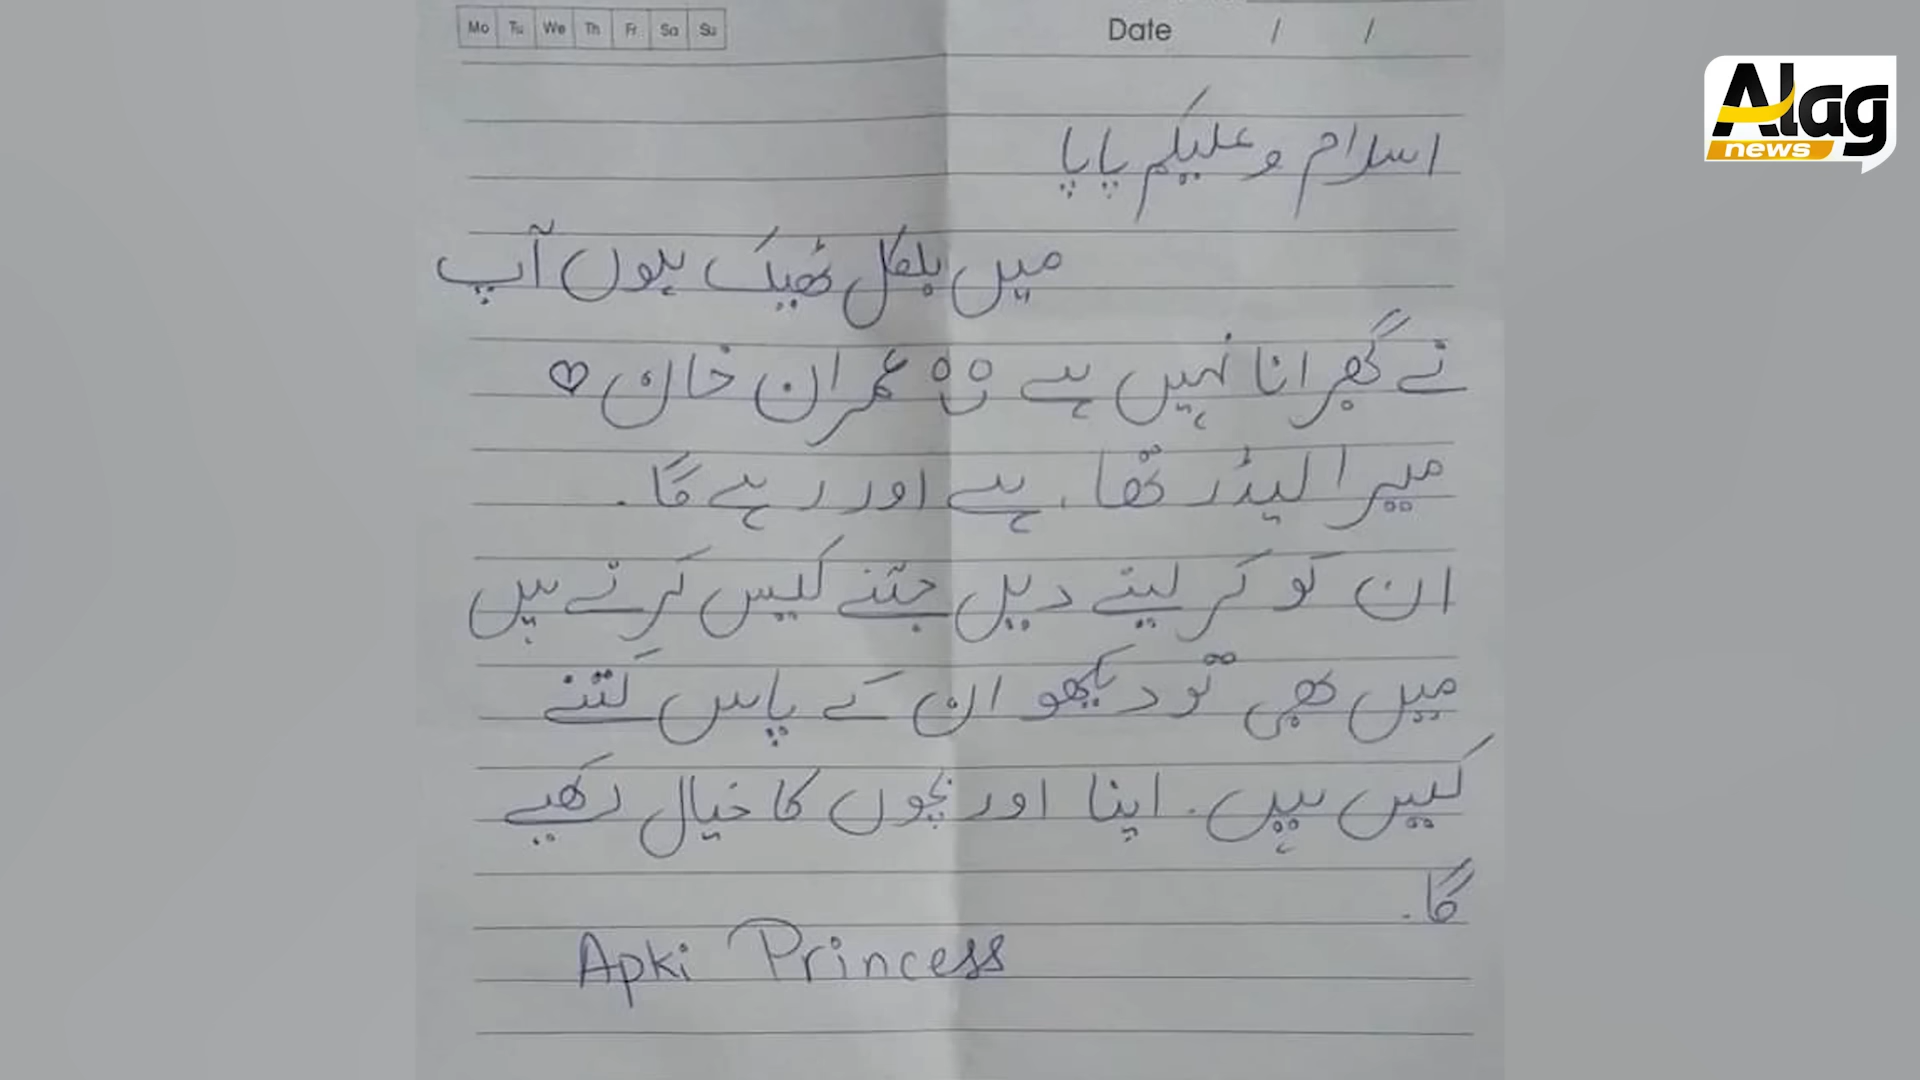 Mo Tu We Th Fr Sa Su
Date / /
Alag
news
اسلام و علیکم پاپا
میں بلکل ٹھیک ہوں آپ
نے گھبرانا نہیں ہے عمران خان ♡
میرا لیڈر تھا، ہے اور رہے گا.
ان کو کر لینے دیں جتنے کیس کرتے ہیں
میں بھی تو دیکھو ان کے پاس کتنے
کیس ہیں. اپنا اور بچوں کا خیال رکھیے
گا.
Apki Princess